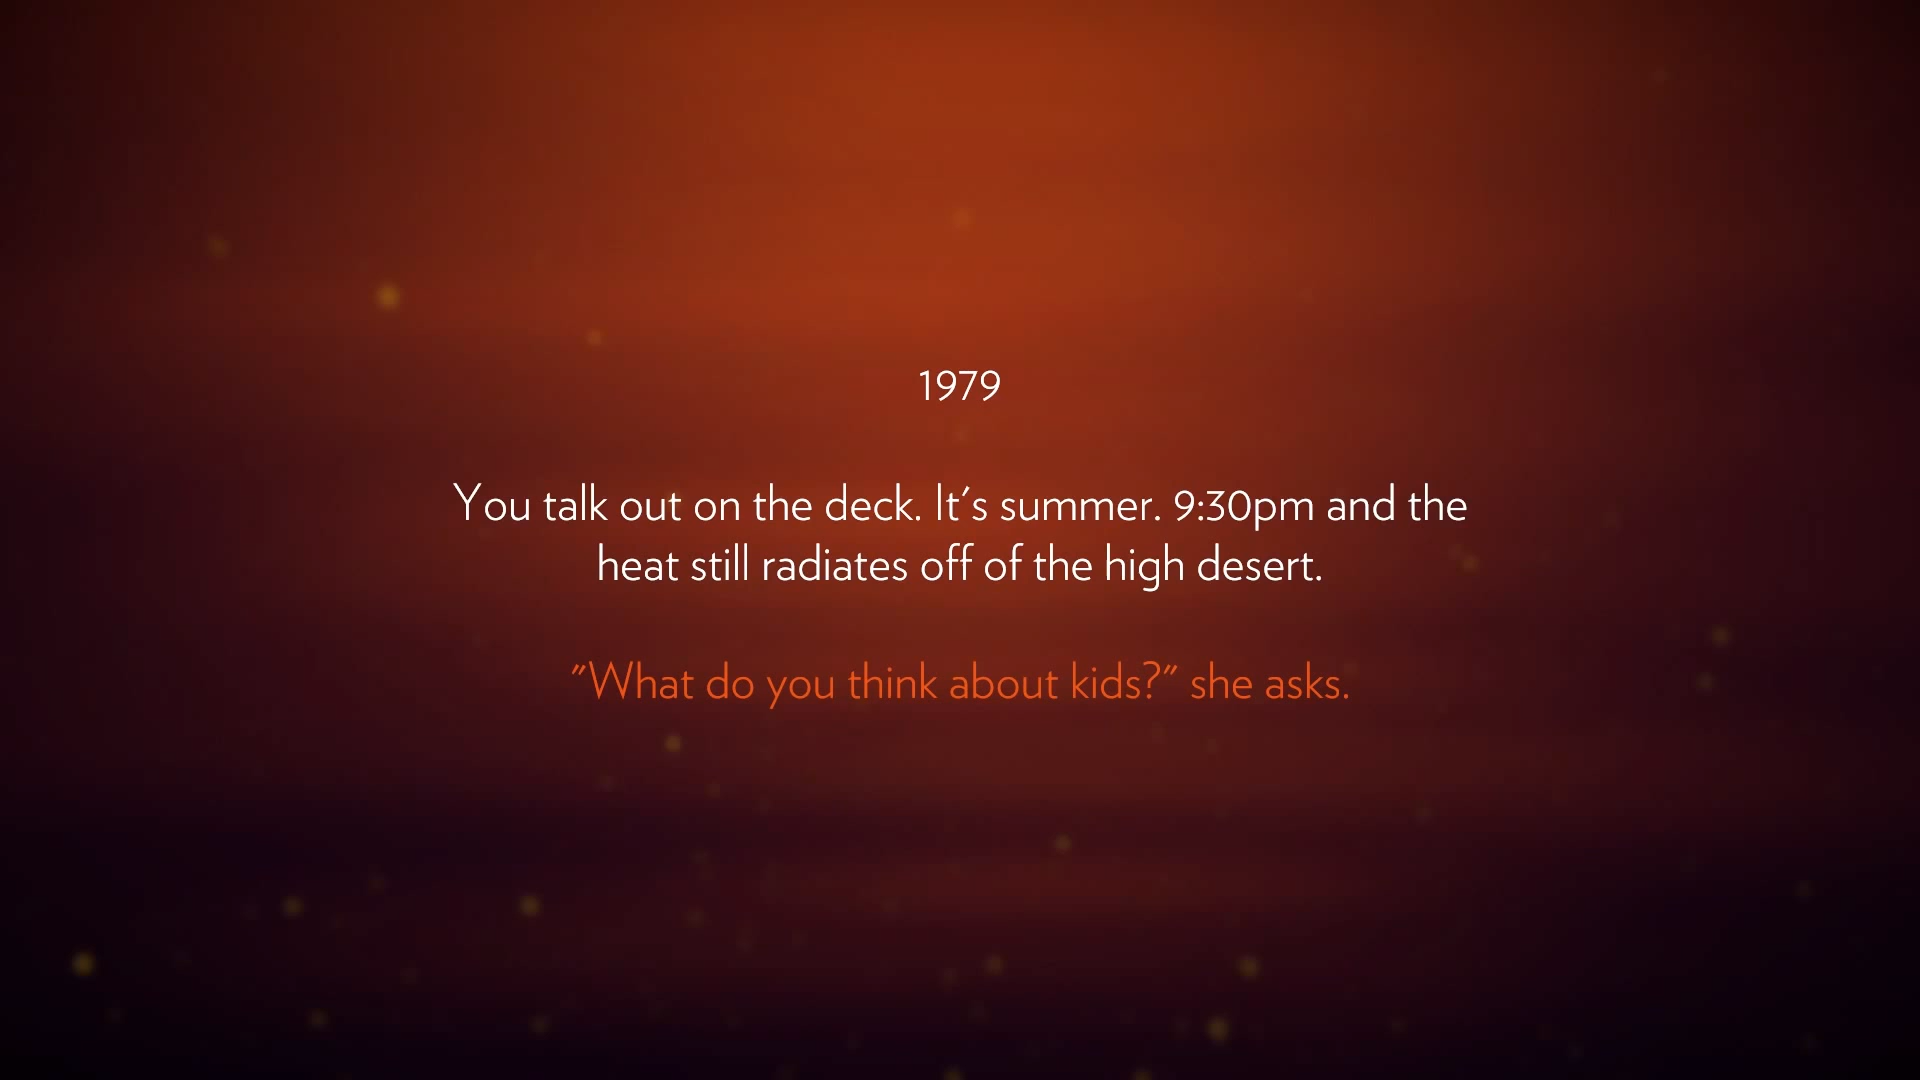 1979
You talk out on the deck. It's summer. 9:30pm and the
heat still radiates off of the high desert.
"What do you think about kids?" she asks.